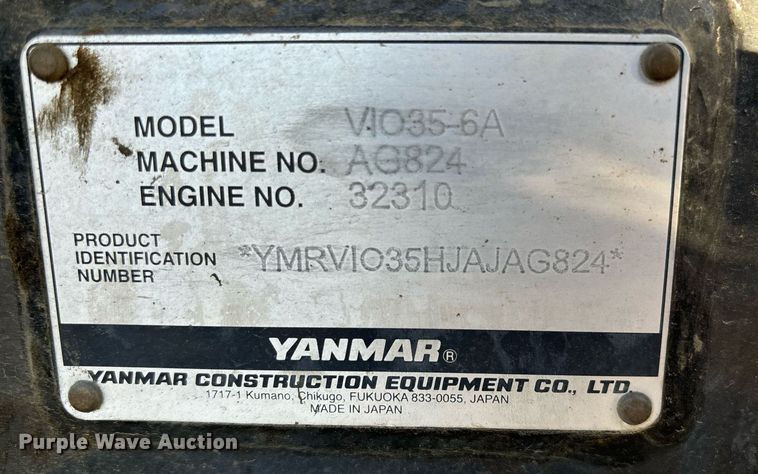 MODEL VIO35-6A
MACHINE NO. AG824
ENGINE NO. 32310
PRODUCT
IDENTIFICATION
NUMBER *YMRVIO35HJAJAG824*
YANMAR®
YANMAR CONSTRUCTION EQUIPMENT CO., LTD.
1717-1 Kumano, Chikugo, FUKUOKA 833-0055, JAPAN
MADE IN JAPAN
Purple Wave Auction